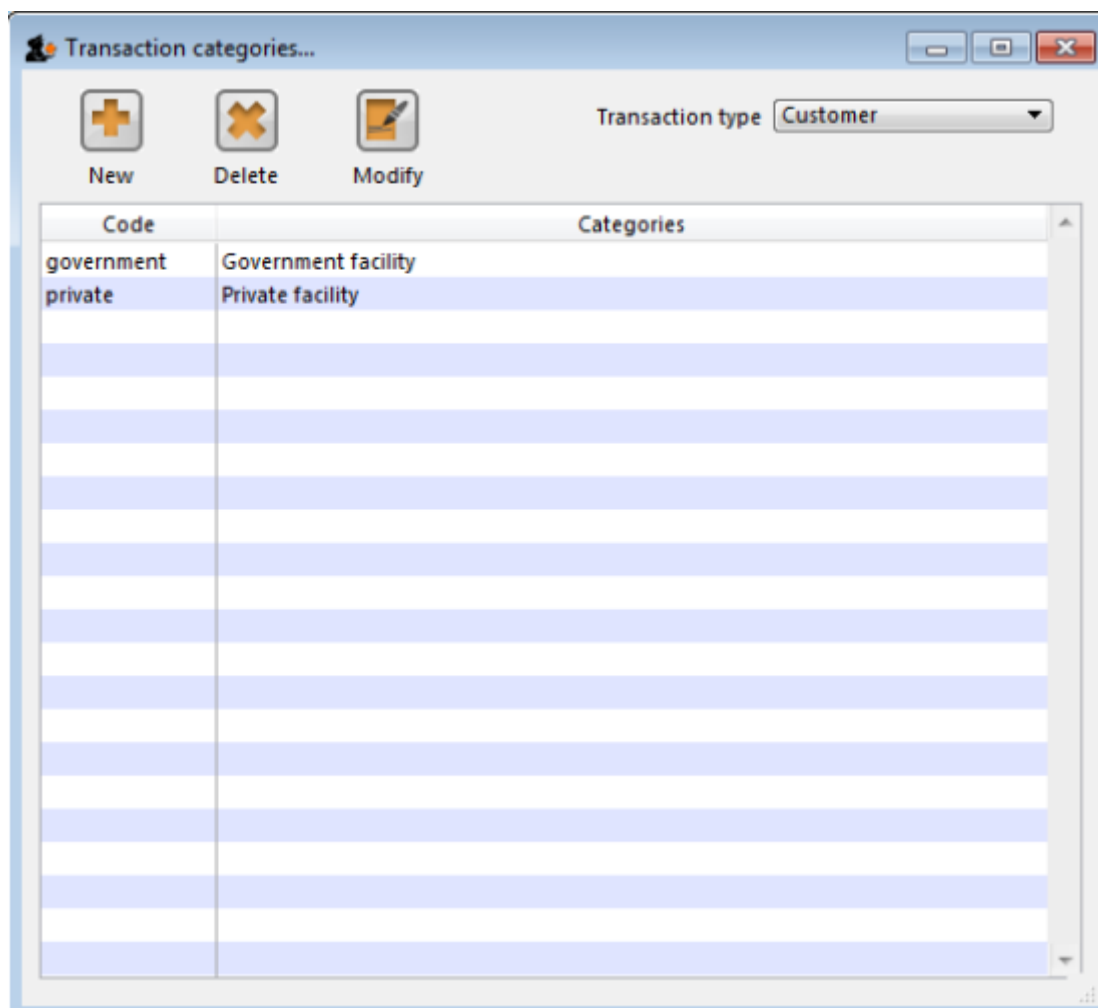 Transaction categories...
Transaction type Customer
New Delete Modify
Code Categories
government Government facility
private Private facility